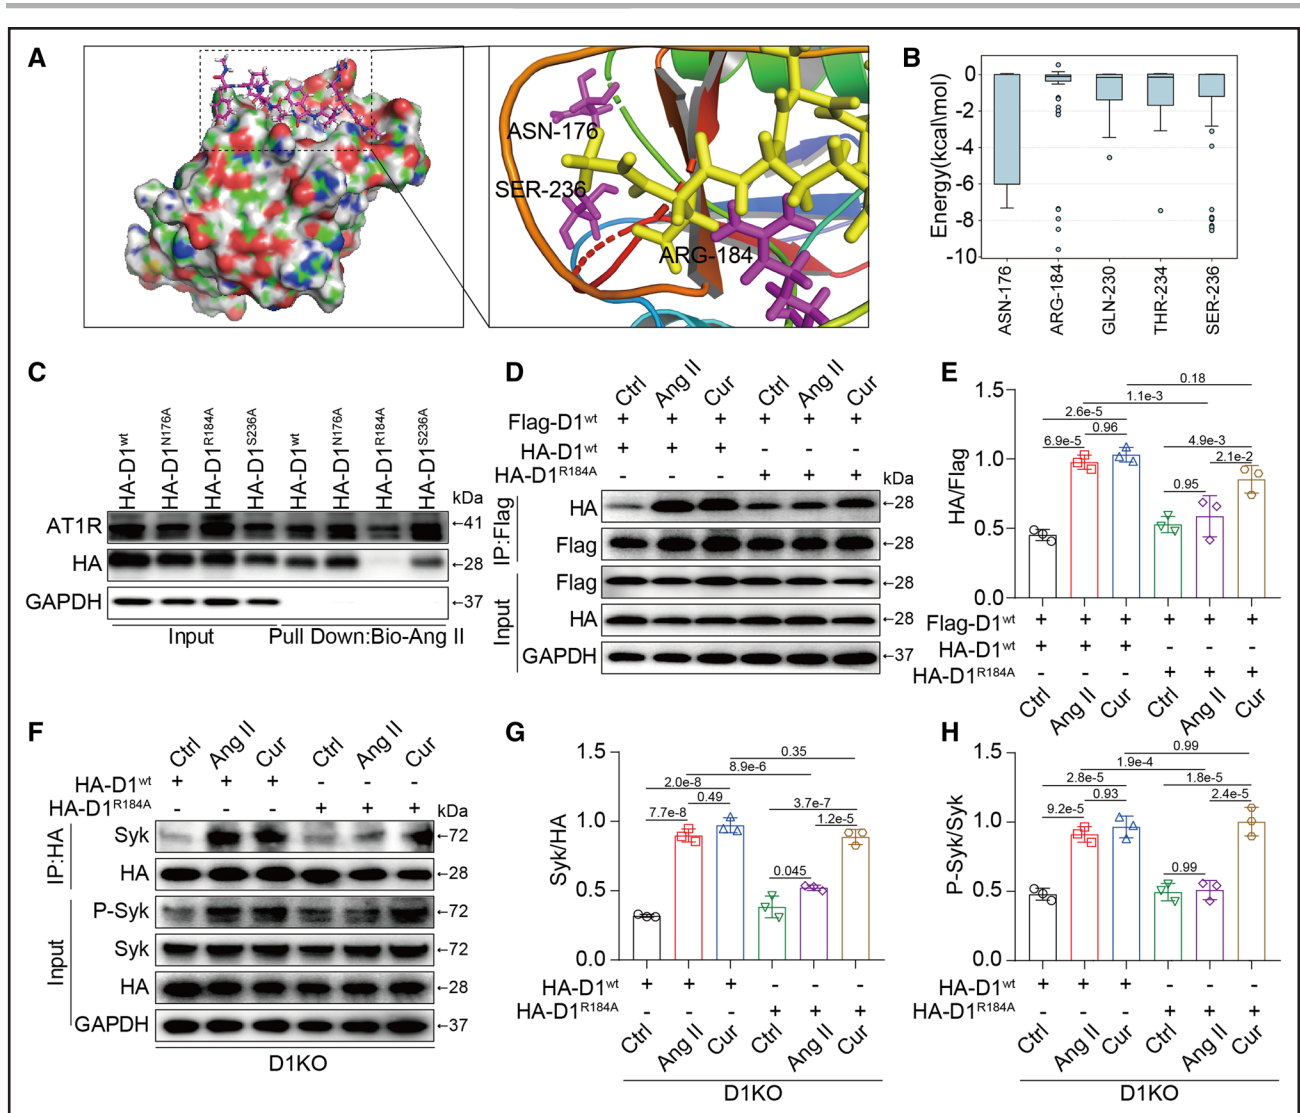 A
ASN-176
SER-236
ARG-184
B
Energy(kcal\mol)
0
-2
-4
-6
-8
-10
ASN-176
ARG-184
GLN-230
THR-234
SER-236
C
HA-D1wt
HA-D1N176A
HA-D1R184A
HA-D1S236A
HA-D1wt
HA-D1N176A
HA-D1R184A
HA-D1S236A
kDa
AT1R
←41
HA
←28
GAPDH
←37
Input
Pull Down:Bio-Ang II
D
Ctrl Ang II Cur Ctrl Ang II Cur
Flag-D1wt + + + + + +
HA-D1wt + + + - - -
HA-D1R184A - - - + + + kDa
IP:Flag
HA ←28
Flag ←28
Input
Flag ←28
HA ←28
GAPDH ←37
E
HA/Flag
1.5
1.0
0.5
0.0
0.18
1.1e-3
2.6e-5
0.96
6.9e-5
4.9e-3
2.1e-2
0.95
Flag-D1wt + + + + + +
HA-D1wt + + + - - -
HA-D1R184A - - - + + +
Ctrl Ang II Cur Ctrl Ang II Cur
F
Ctrl Ang II Cur Ctrl Ang II Cur
HA-D1wt + + + - - -
HA-D1R184A - - - + + + kDa
IP:HA
Syk ←72
HA ←28
Input
P-Syk ←72
Syk ←72
HA ←28
GAPDH ←37
D1KO
G
Syk/HA
1.5
1.0
0.5
0.0
0.35
8.9e-6
2.0e-8
0.49
7.7e-8
3.7e-7
1.2e-5
0.045
HA-D1wt + + + - - -
HA-D1R184A - - - + + +
Ctrl Ang II Cur Ctrl Ang II Cur
D1KO
H
P-Syk/Syk
1.5
1.0
0.5
0.0
0.99
1.9e-4
2.8e-5
0.93
9.2e-5
1.8e-5
2.4e-5
0.99
HA-D1wt + + + - - -
HA-D1R184A - - - + + +
Ctrl Ang II Cur Ctrl Ang II Cur
D1KO